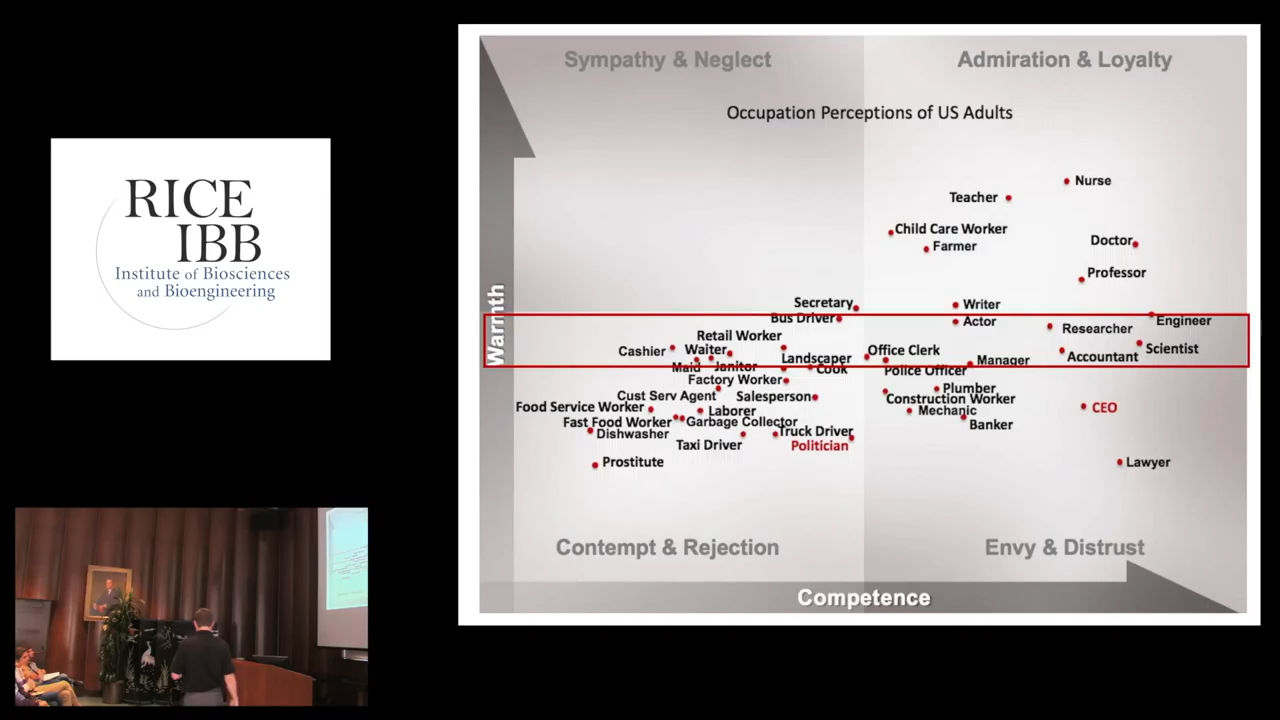 RICE
IBB
Institute of Biosciences
and Bioengineering
Sympathy & Neglect
Admiration & Loyalty
Occupation Perceptions of US Adults
Nurse
Teacher
Child Care Worker
Farmer
Doctor
Professor
Secretary
Writer
Bus Driver
Actor
Engineer
Researcher
Retail Worker
Cashier
Waiter
Office Clerk
Scientist
Landscaper
Accountant
Manager
Maid
Janitor
Cook
Police Officer
Factory Worker
Plumber
Cust Serv Agent
Salesperson
Construction Worker
Food Service Worker
Laborer
Mechanic
CEO
Fast Food Worker
Garbage Collector
Banker
Dishwasher
Truck Driver
Taxi Driver
Politician
Prostitute
Lawyer
Warmth
Contempt & Rejection
Envy & Distrust
Competence